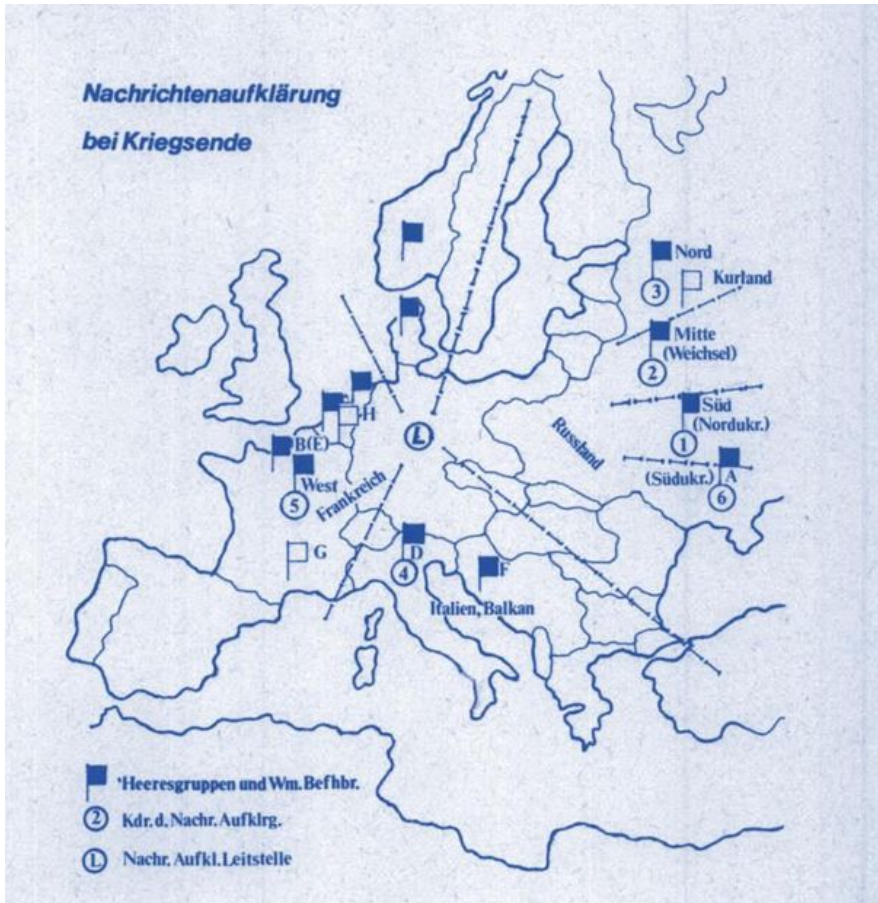 Nachrichtenaufklärung
bei Kriegsende
Nord
3
Kurland
Mitte
(Weichsel)
2
H
L
Süd
(Nordukr.)
1
Russland
B(E)
West
5
Frankreich
(Südukr.)
A
6
G
D
4
F
Italien, Balkan
'Heeresgruppen und Wm. Befhbr.
2 Kdr. d. Nachr. Aufklrg.
L Nachr. Aufkl. Leitstelle